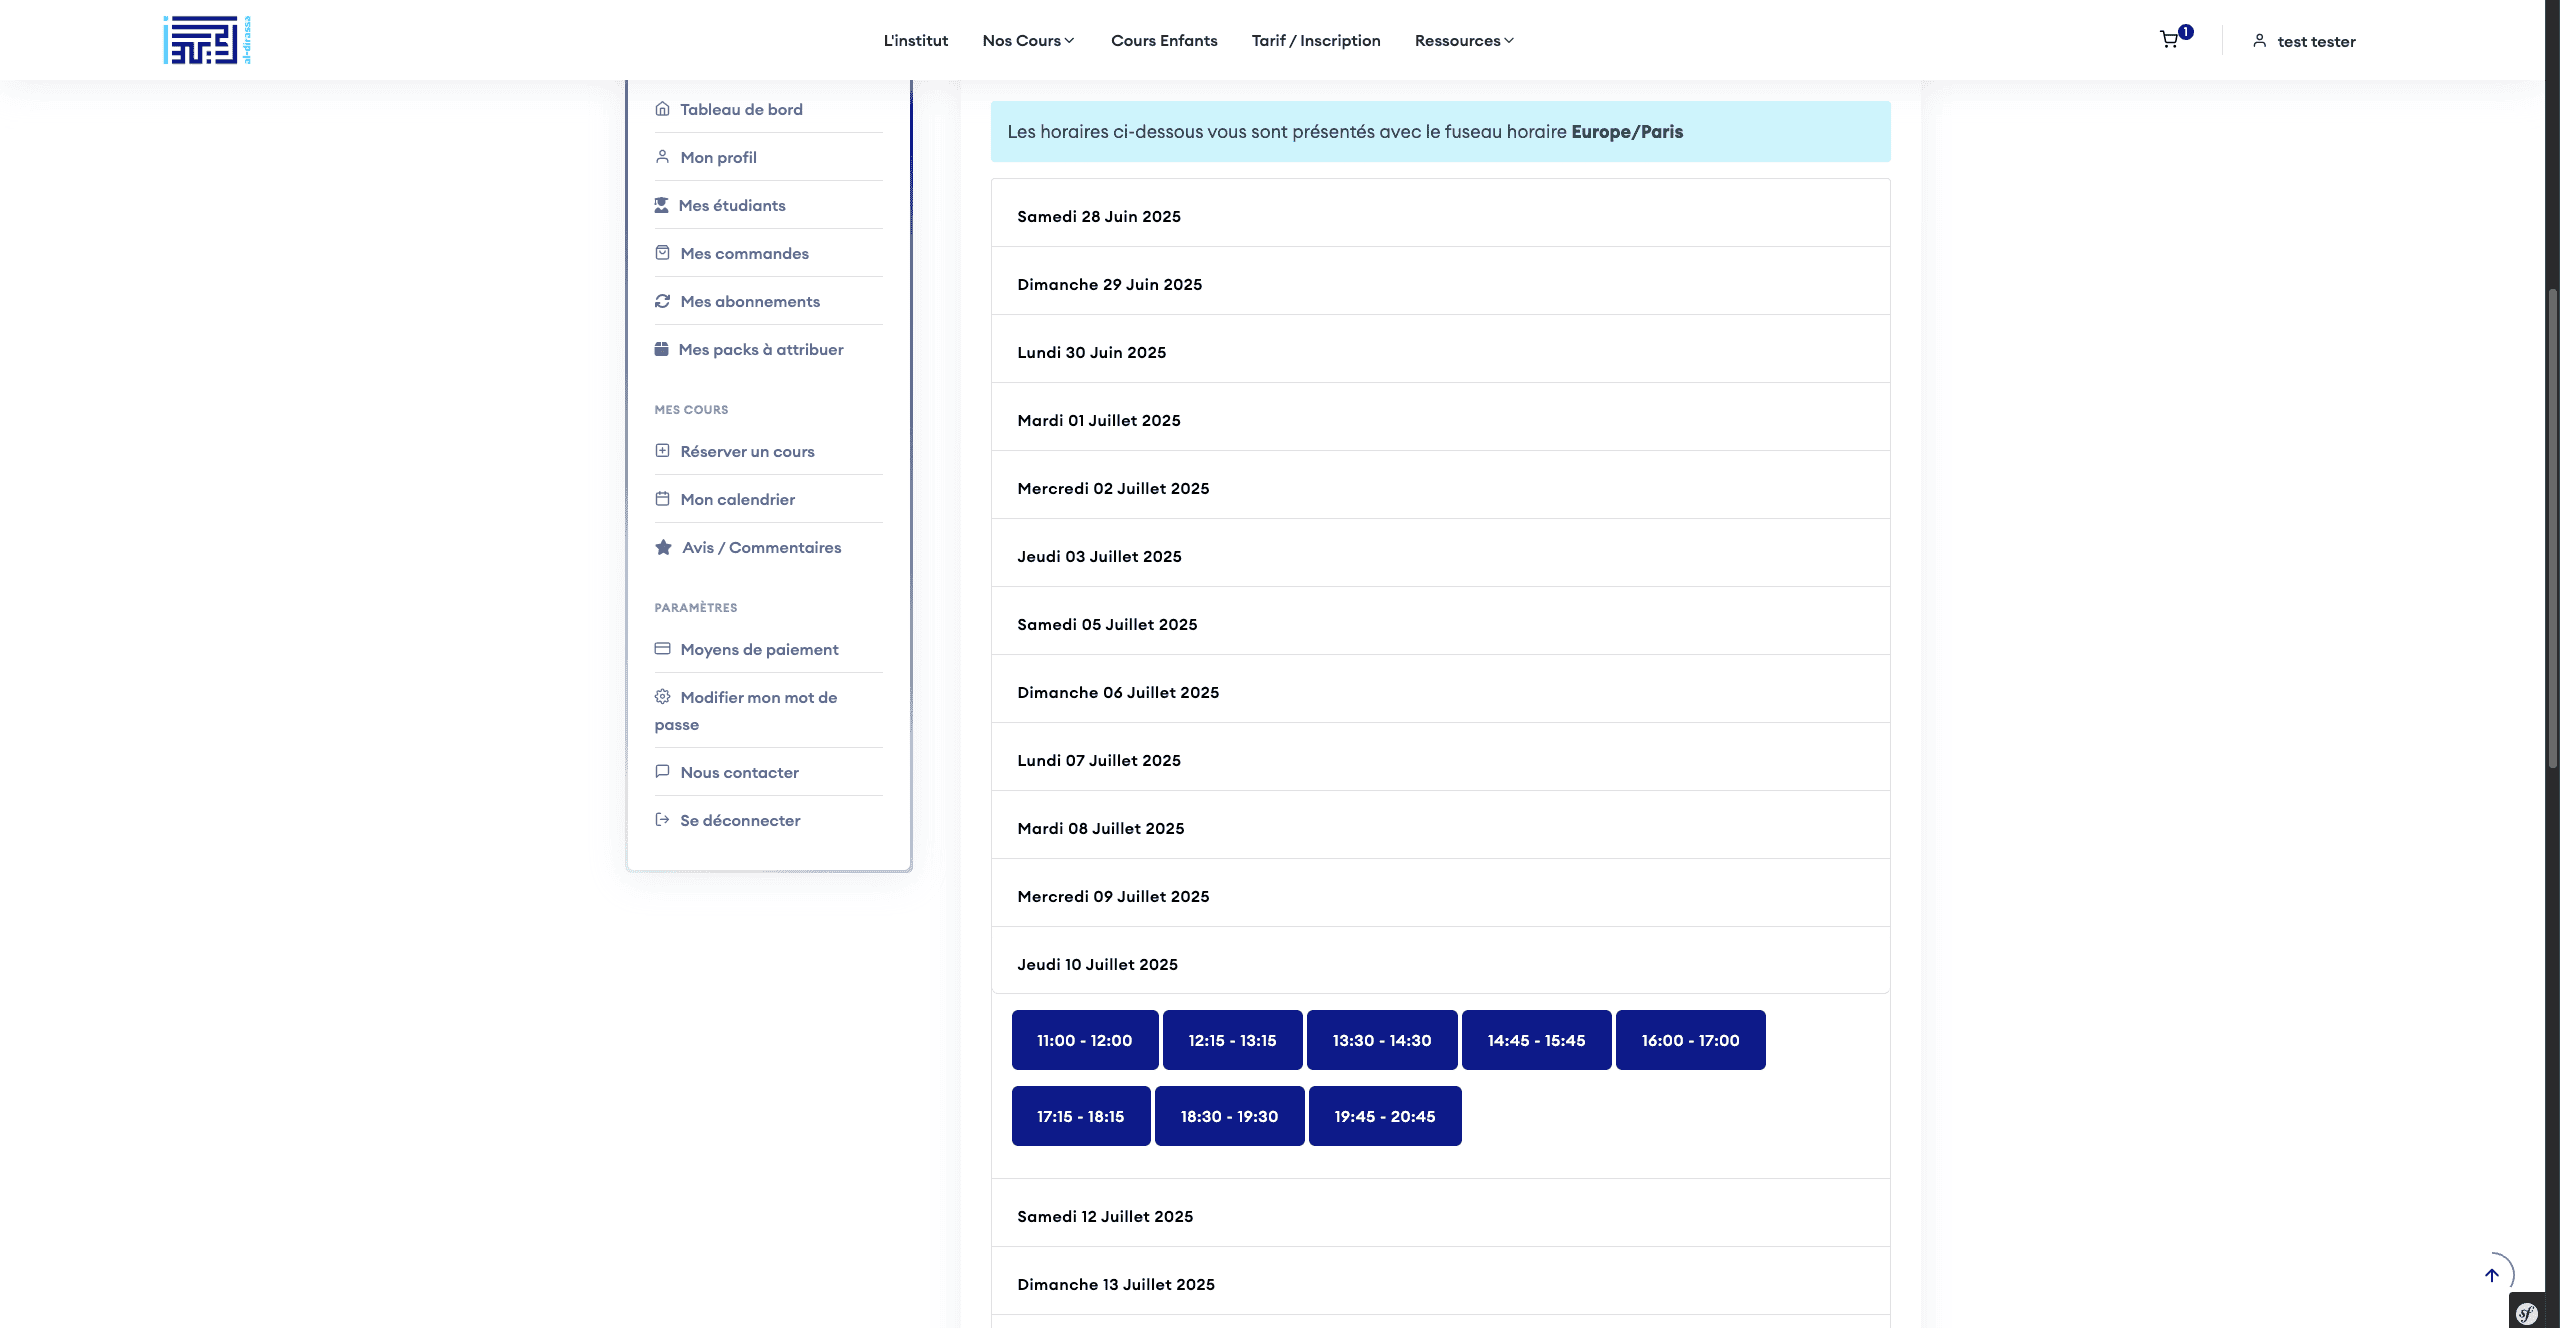 al-dirassa
L'institut
Nos Cours
Cours Enfants
Tarif / Inscription
Ressources
1
test tester
Tableau de bord
Mon profil
Mes étudiants
Mes commandes
Mes abonnements
Mes packs à attribuer
MES COURS
Réserver un cours
Mon calendrier
Avis / Commentaires
PARAMÈTRES
Moyens de paiement
Modifier mon mot de
passe
Nous contacter
Se déconnecter
Les horaires ci-dessous vous sont présentés avec le fuseau horaire Europe/Paris
Samedi 28 Juin 2025
Dimanche 29 Juin 2025
Lundi 30 Juin 2025
Mardi 01 Juillet 2025
Mercredi 02 Juillet 2025
Jeudi 03 Juillet 2025
Samedi 05 Juillet 2025
Dimanche 06 Juillet 2025
Lundi 07 Juillet 2025
Mardi 08 Juillet 2025
Mercredi 09 Juillet 2025
Jeudi 10 Juillet 2025
11:00 - 12:00
12:15 - 13:15
13:30 - 14:30
14:45 - 15:45
16:00 - 17:00
17:15 - 18:15
18:30 - 19:30
19:45 - 20:45
Samedi 12 Juillet 2025
Dimanche 13 Juillet 2025
sf